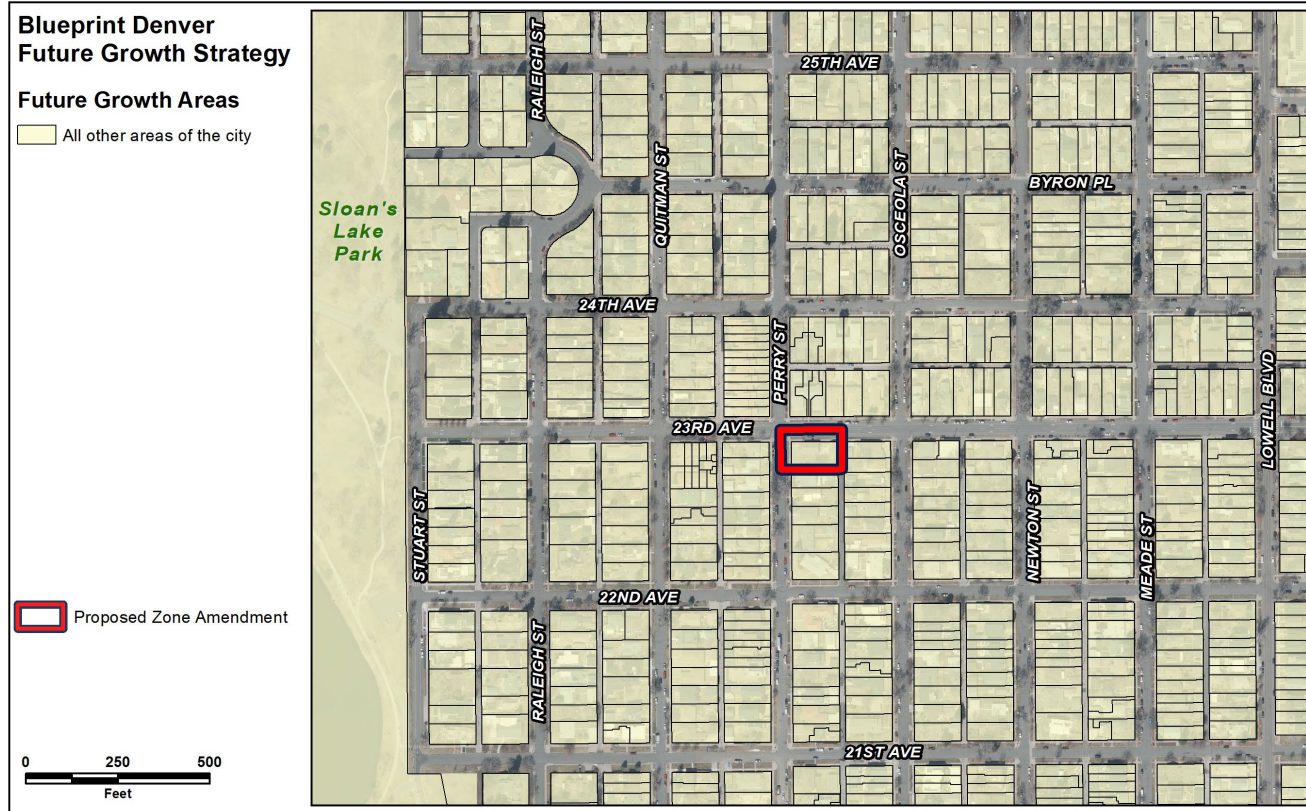 Blueprint Denver
Future Growth Strategy
Future Growth Areas
All other areas of the city
Proposed Zone Amendment
0 250 500
Feet
Sloan's
Lake
Park
RALEIGH ST
25TH AVE
QUITMAN ST
OSCEOLA ST
BYRON PL
24TH AVE
PERRY ST
LOWELL BLVD
23RD AVE
STUART ST
NEWTON ST
MEADE ST
22ND AVE
RALEIGH ST
21ST AVE